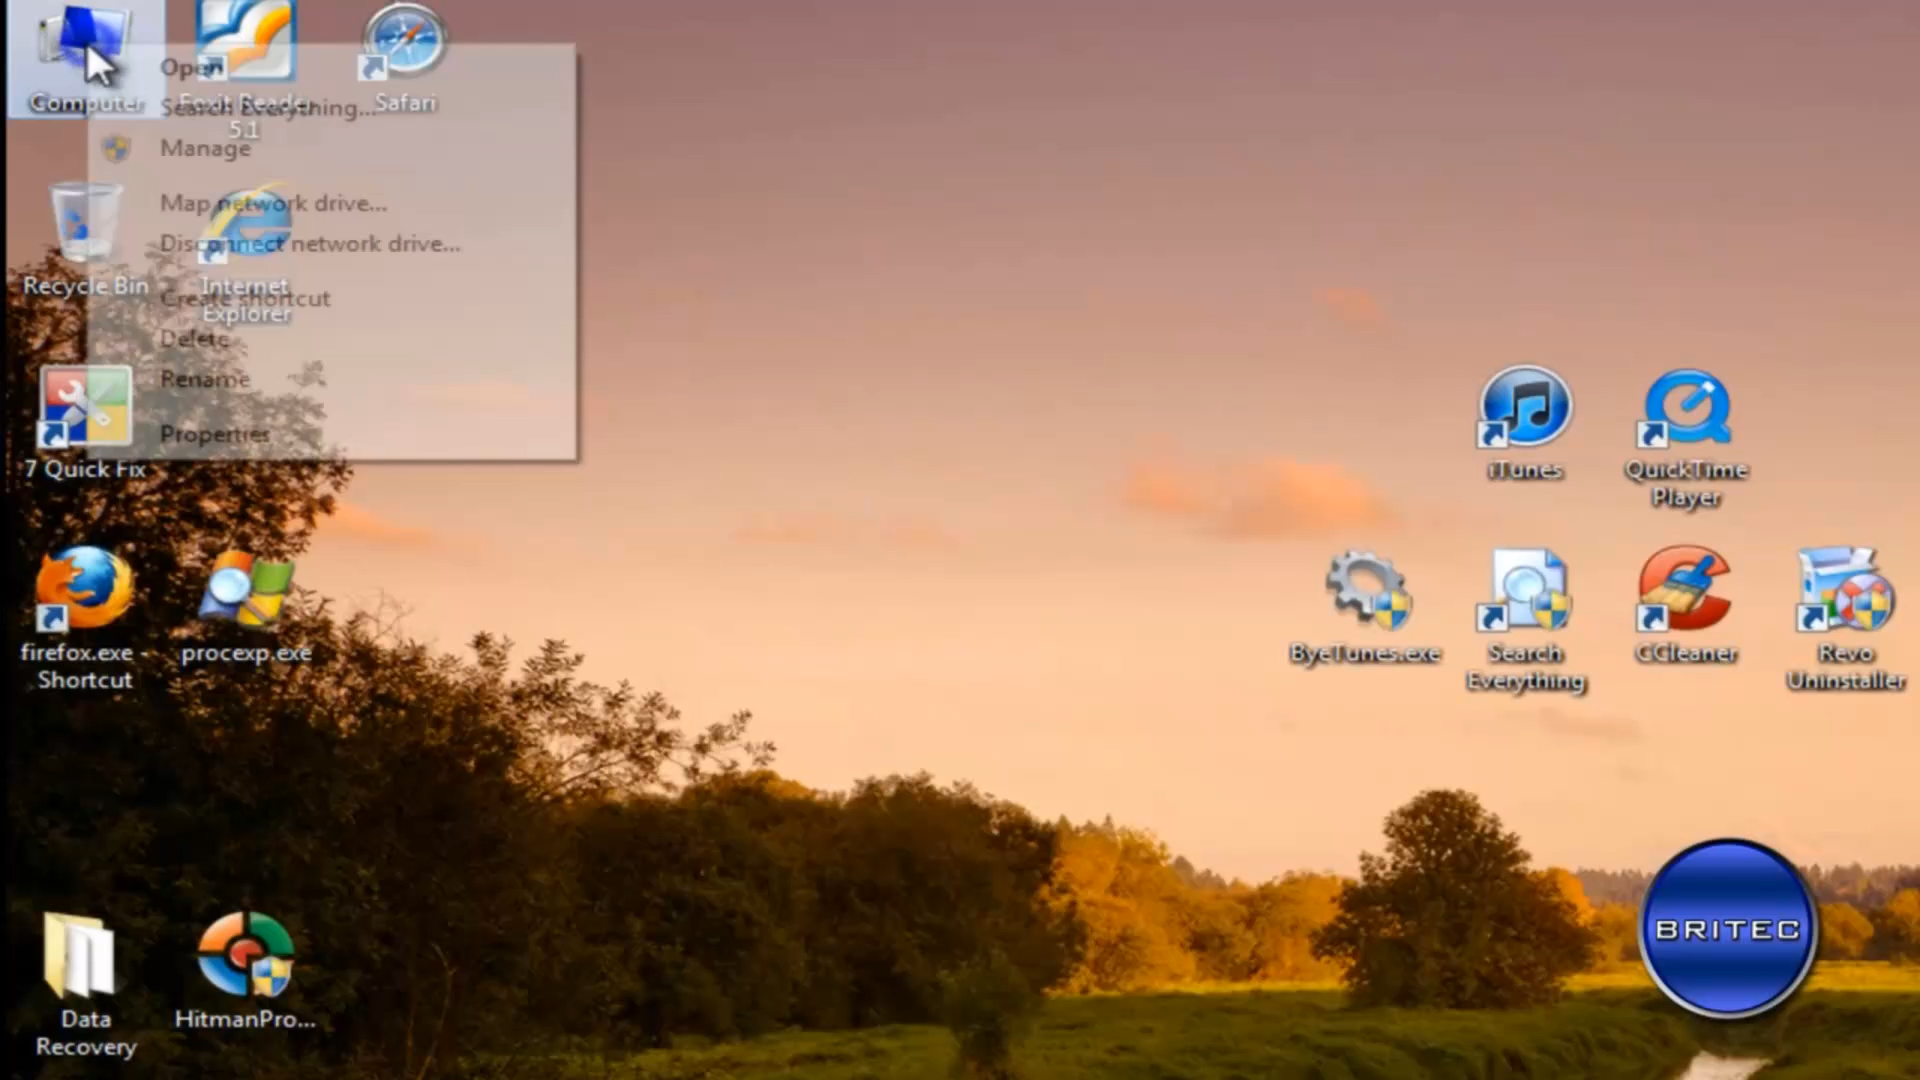 Computer
Foxit Reader
5.1
Safari
Open
Search Everything...
Manage
Map network drive...
Disconnect network drive...
Create shortcut
Delete
Rename
Properties
Recycle Bin
Internet
Explorer
7 Quick Fix
iTunes
QuickTime
Player
firefox.exe -
Shortcut
procexp.exe
ByeTunes.exe
Search
Everything
CCleaner
Revo
Uninstaller
BRITEC
Data
Recovery
HitmanPro...